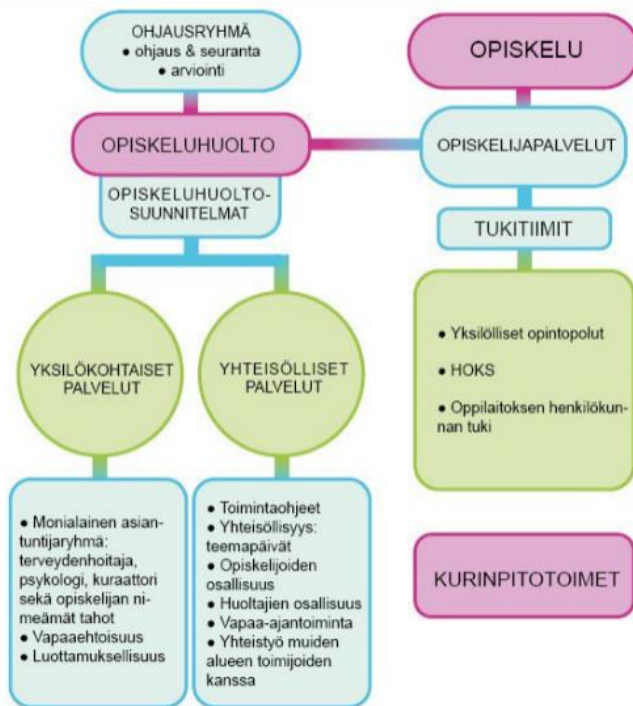 OHJAUSRYHMÄ
● ohjaus & seuranta
● arviointi
OPISKELUHUOLTO
OPISKELUHUOLTO-
SUUNNITELMAT
YKSILÖKOHTAISET
PALVELUT
YHTEISÖLLISET
PALVELUT
● Monialainen asian-
tuntijaryhmä:
terveydenhoitaja,
psykologi, kuraattori
sekä opiskelijan ni-
meämät tahot
● Vapaaehtoisuus
● Luottamuksellisuus
● Toimintaohjeet
● Yhteisöllisyys:
teemapäivät
● Opiskelijoiden
osallisuus
● Huoltajien osallisuus
● Vapaa-ajantoiminta
● Yhteistyö muiden
alueen toimijoiden
kanssa
OPISKELU
OPISKELIJAPALVELUT
TUKITIIMIT
● Yksilölliset opintopolut
● HOKS
● Oppilaitoksen henkilökun-
nan tuki
KURINPITOTOIMET